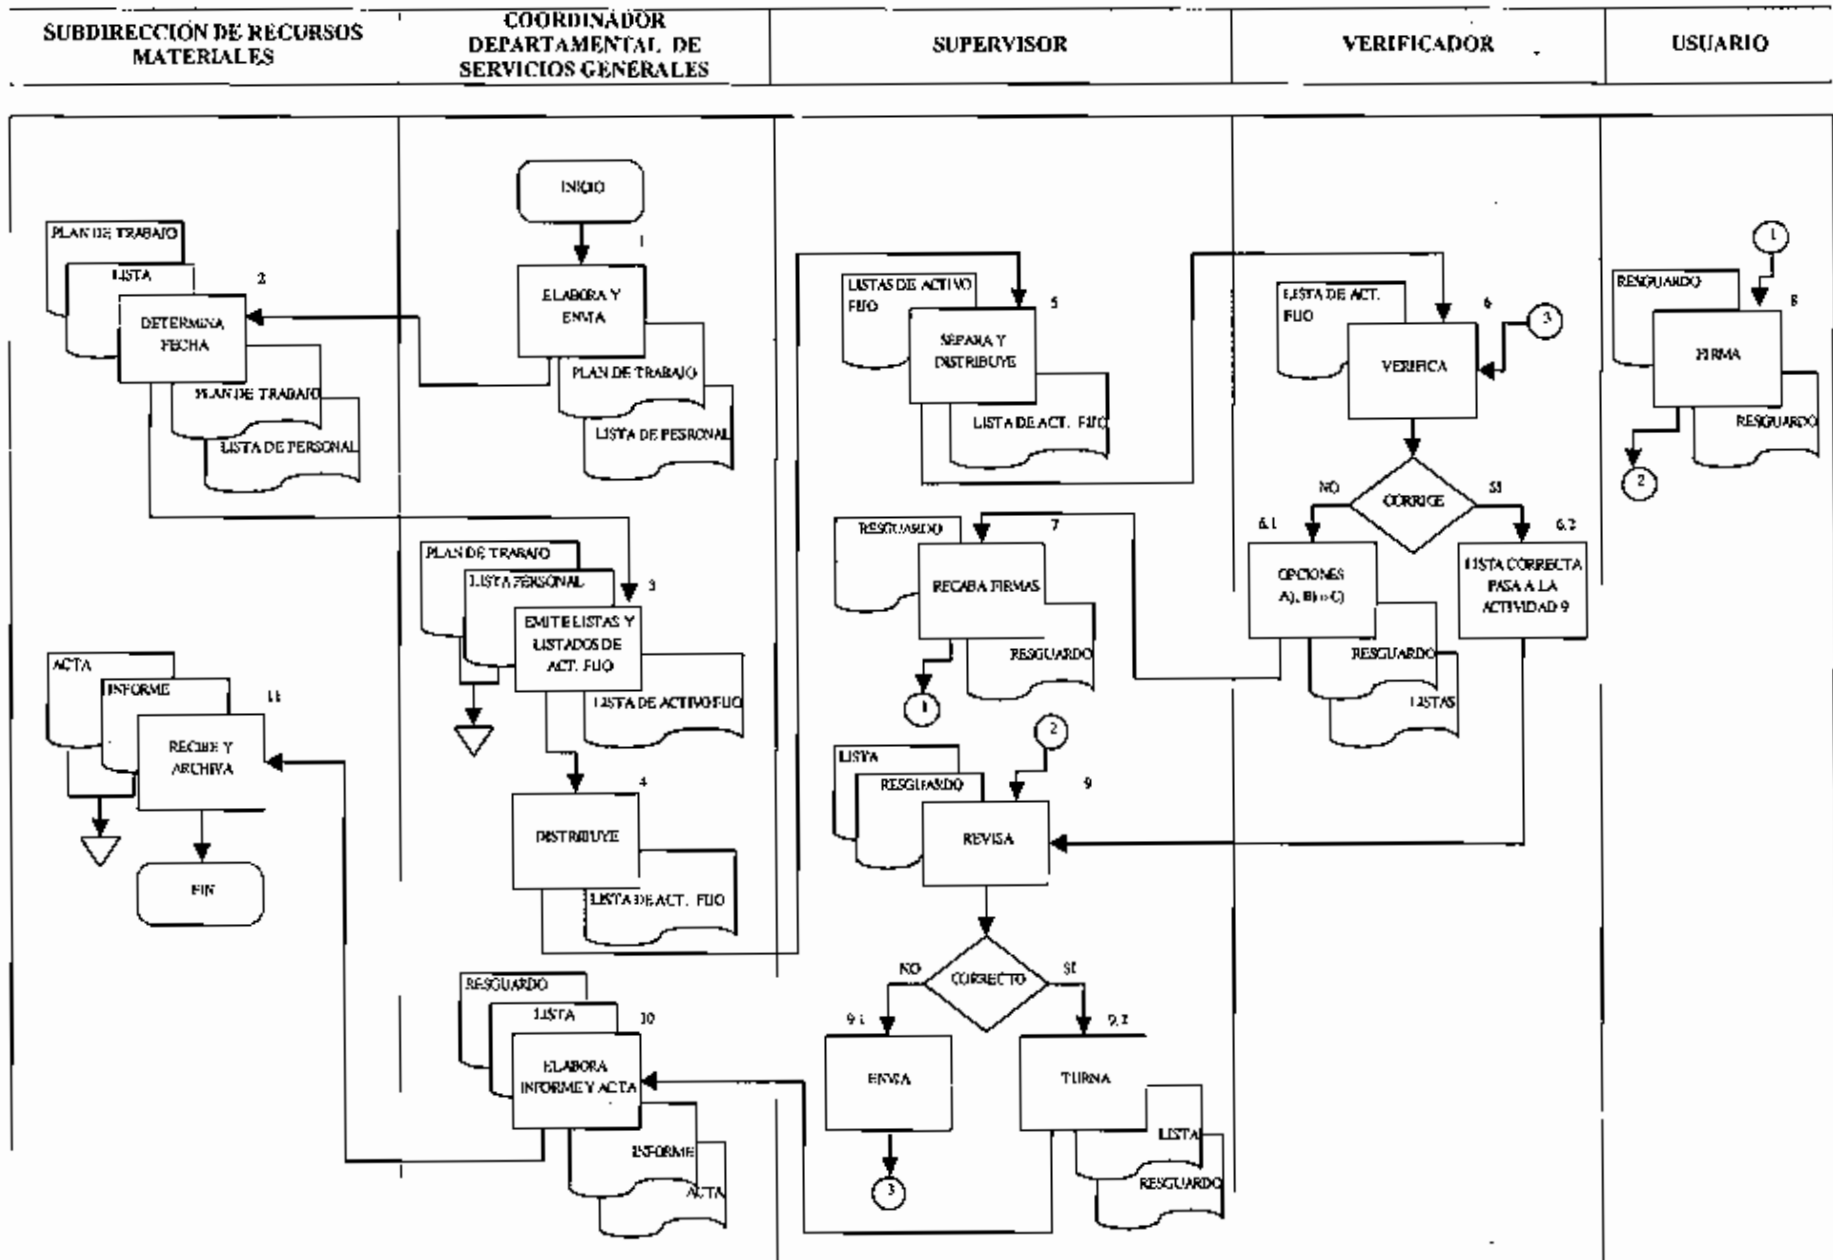 SUBDIRECCIÓN DE RECURSOS
MATERIALES
COORDINADOR
DEPARTAMENTAL DE
SERVICIOS GENERALES
SUPERVISOR
VERIFICADOR
USUARIO
INICIO
1
ELABORA Y
ENVIA
PLAN DE TRABAJO
LISTA DE PESRONAL
PLAN DE TRABAJO
LISTA
2
DETERMINA
FECHA
PLAN DE TRABAJO
LISTA DE PERSONAL
PLAN DE TRABAJO
LISTA PERSONAL
3
EMITE LISTAS Y
LISTADOS DE
ACT. FIJO
LISTA DE ACTIVO FIJO
4
DISTRIBUYE
LISTA DE ACT. FIJO
LISTAS DE ACTIVO
FIJO
5
SEPARA Y
DISTRIBUYE
LISTA DE ACT. FIJO
LISTA DE ACT.
FIJO
6
3
VERIFICA
CORRIGE
NO
SI
6.1
OPCIONES
A), B) o C)
RESGUARDO
LISTAS
6.2
LISTA CORRECTA
PASA A LA
ACTIVIDAD 9
RESGUARDO
7
RECABA FIRMAS
RESGUARDO
1
1
RESGUARDO
8
FIRMA
RESGUARDO
2
2
LISTA
RESGUARDO
9
REVISA
CORRECTO
NO
SI
9.1
ENVIA
3
9.2
TURNA
LISTA
RESGUARDO
RESGUARDO
LISTA
10
ELABORA
INFORME Y ACTA
INFORME
ACTA
ACTA
INFORME
11
RECIBE Y
ARCHIVA
FIN